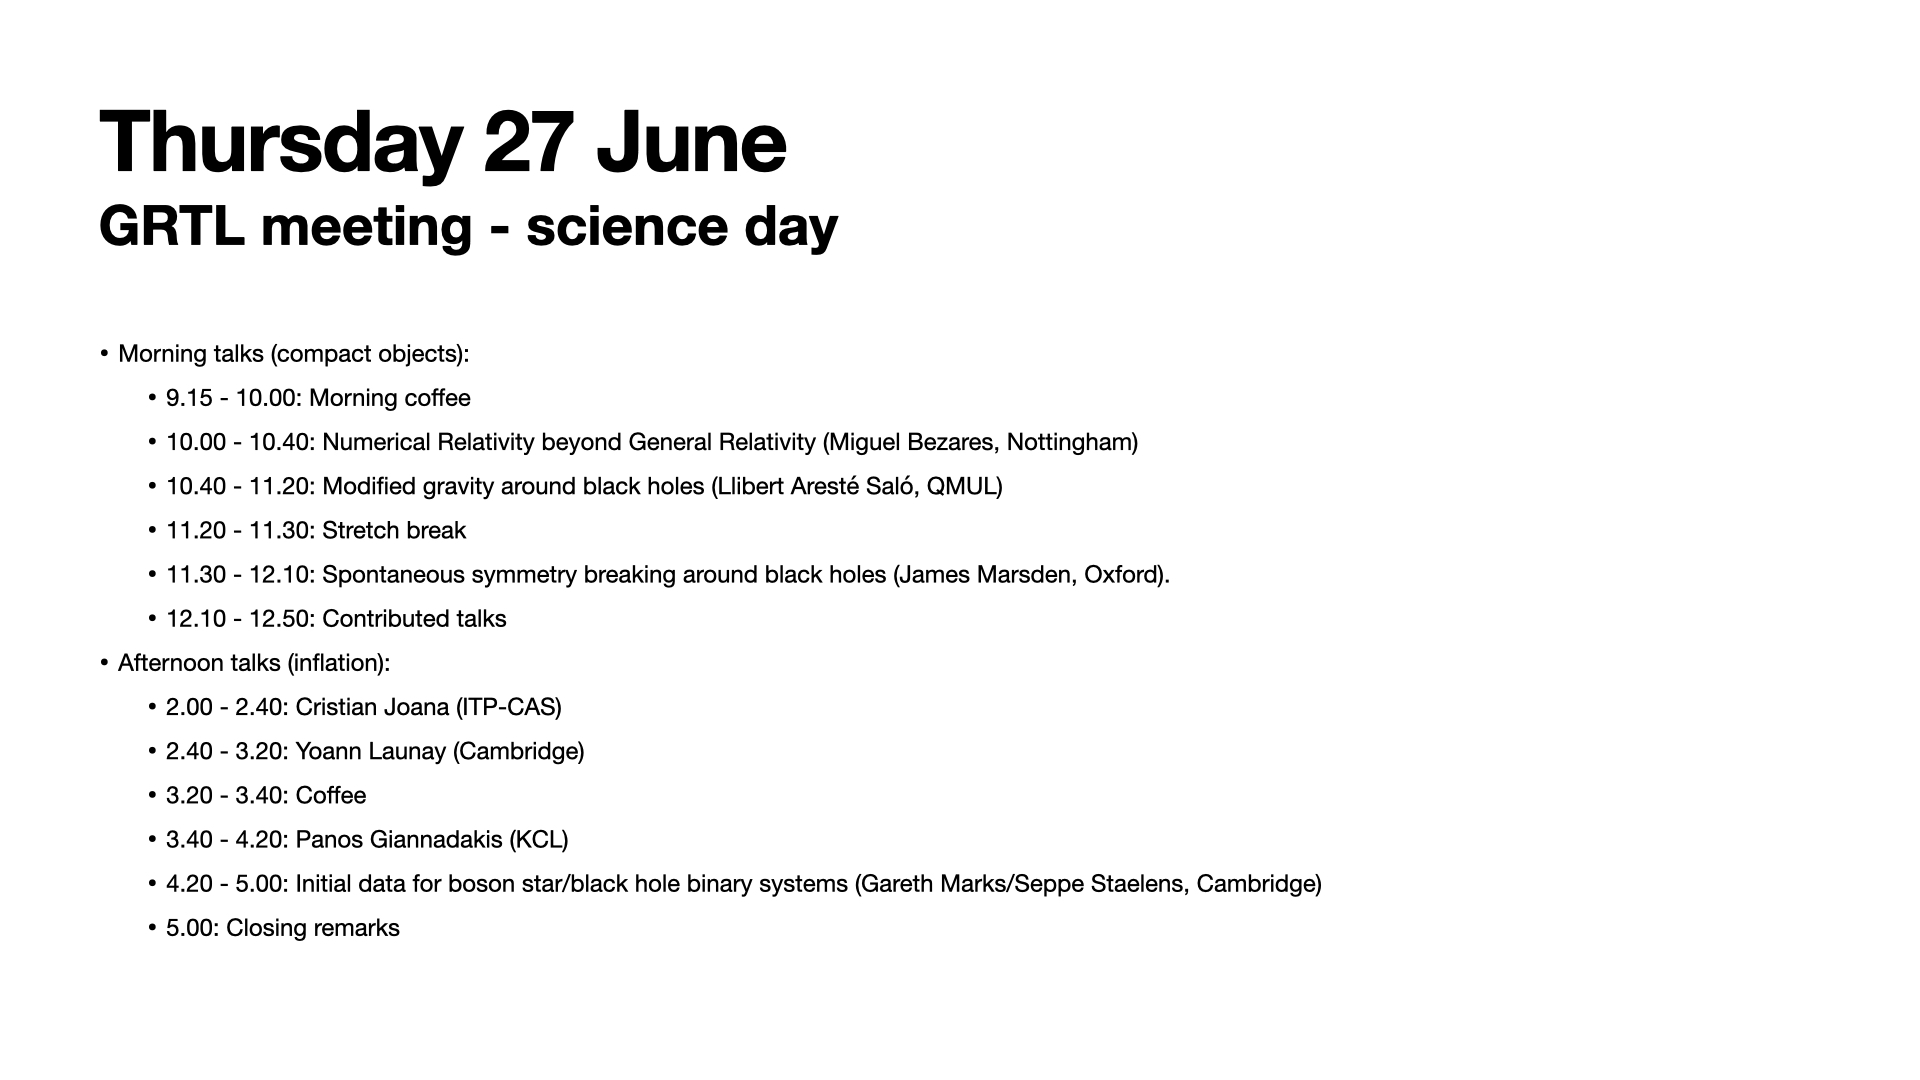 Thursday 27 June
GRTL meeting - science day
• Morning talks (compact objects):
• 9.15 - 10.00: Morning coffee
• 10.00 - 10.40: Numerical Relativity beyond General Relativity (Miguel Bezares, Nottingham)
• 10.40 - 11.20: Modified gravity around black holes (Llibert Aresté Saló, QMUL)
• 11.20 - 11.30: Stretch break
• 11.30 - 12.10: Spontaneous symmetry breaking around black holes (James Marsden, Oxford).
• 12.10 - 12.50: Contributed talks
• Afternoon talks (inflation):
• 2.00 - 2.40: Cristian Joana (ITP-CAS)
• 2.40 - 3.20: Yoann Launay (Cambridge)
• 3.20 - 3.40: Coffee
• 3.40 - 4.20: Panos Giannadakis (KCL)
• 4.20 - 5.00: Initial data for boson star/black hole binary systems (Gareth Marks/Seppe Staelens, Cambridge)
• 5.00: Closing remarks